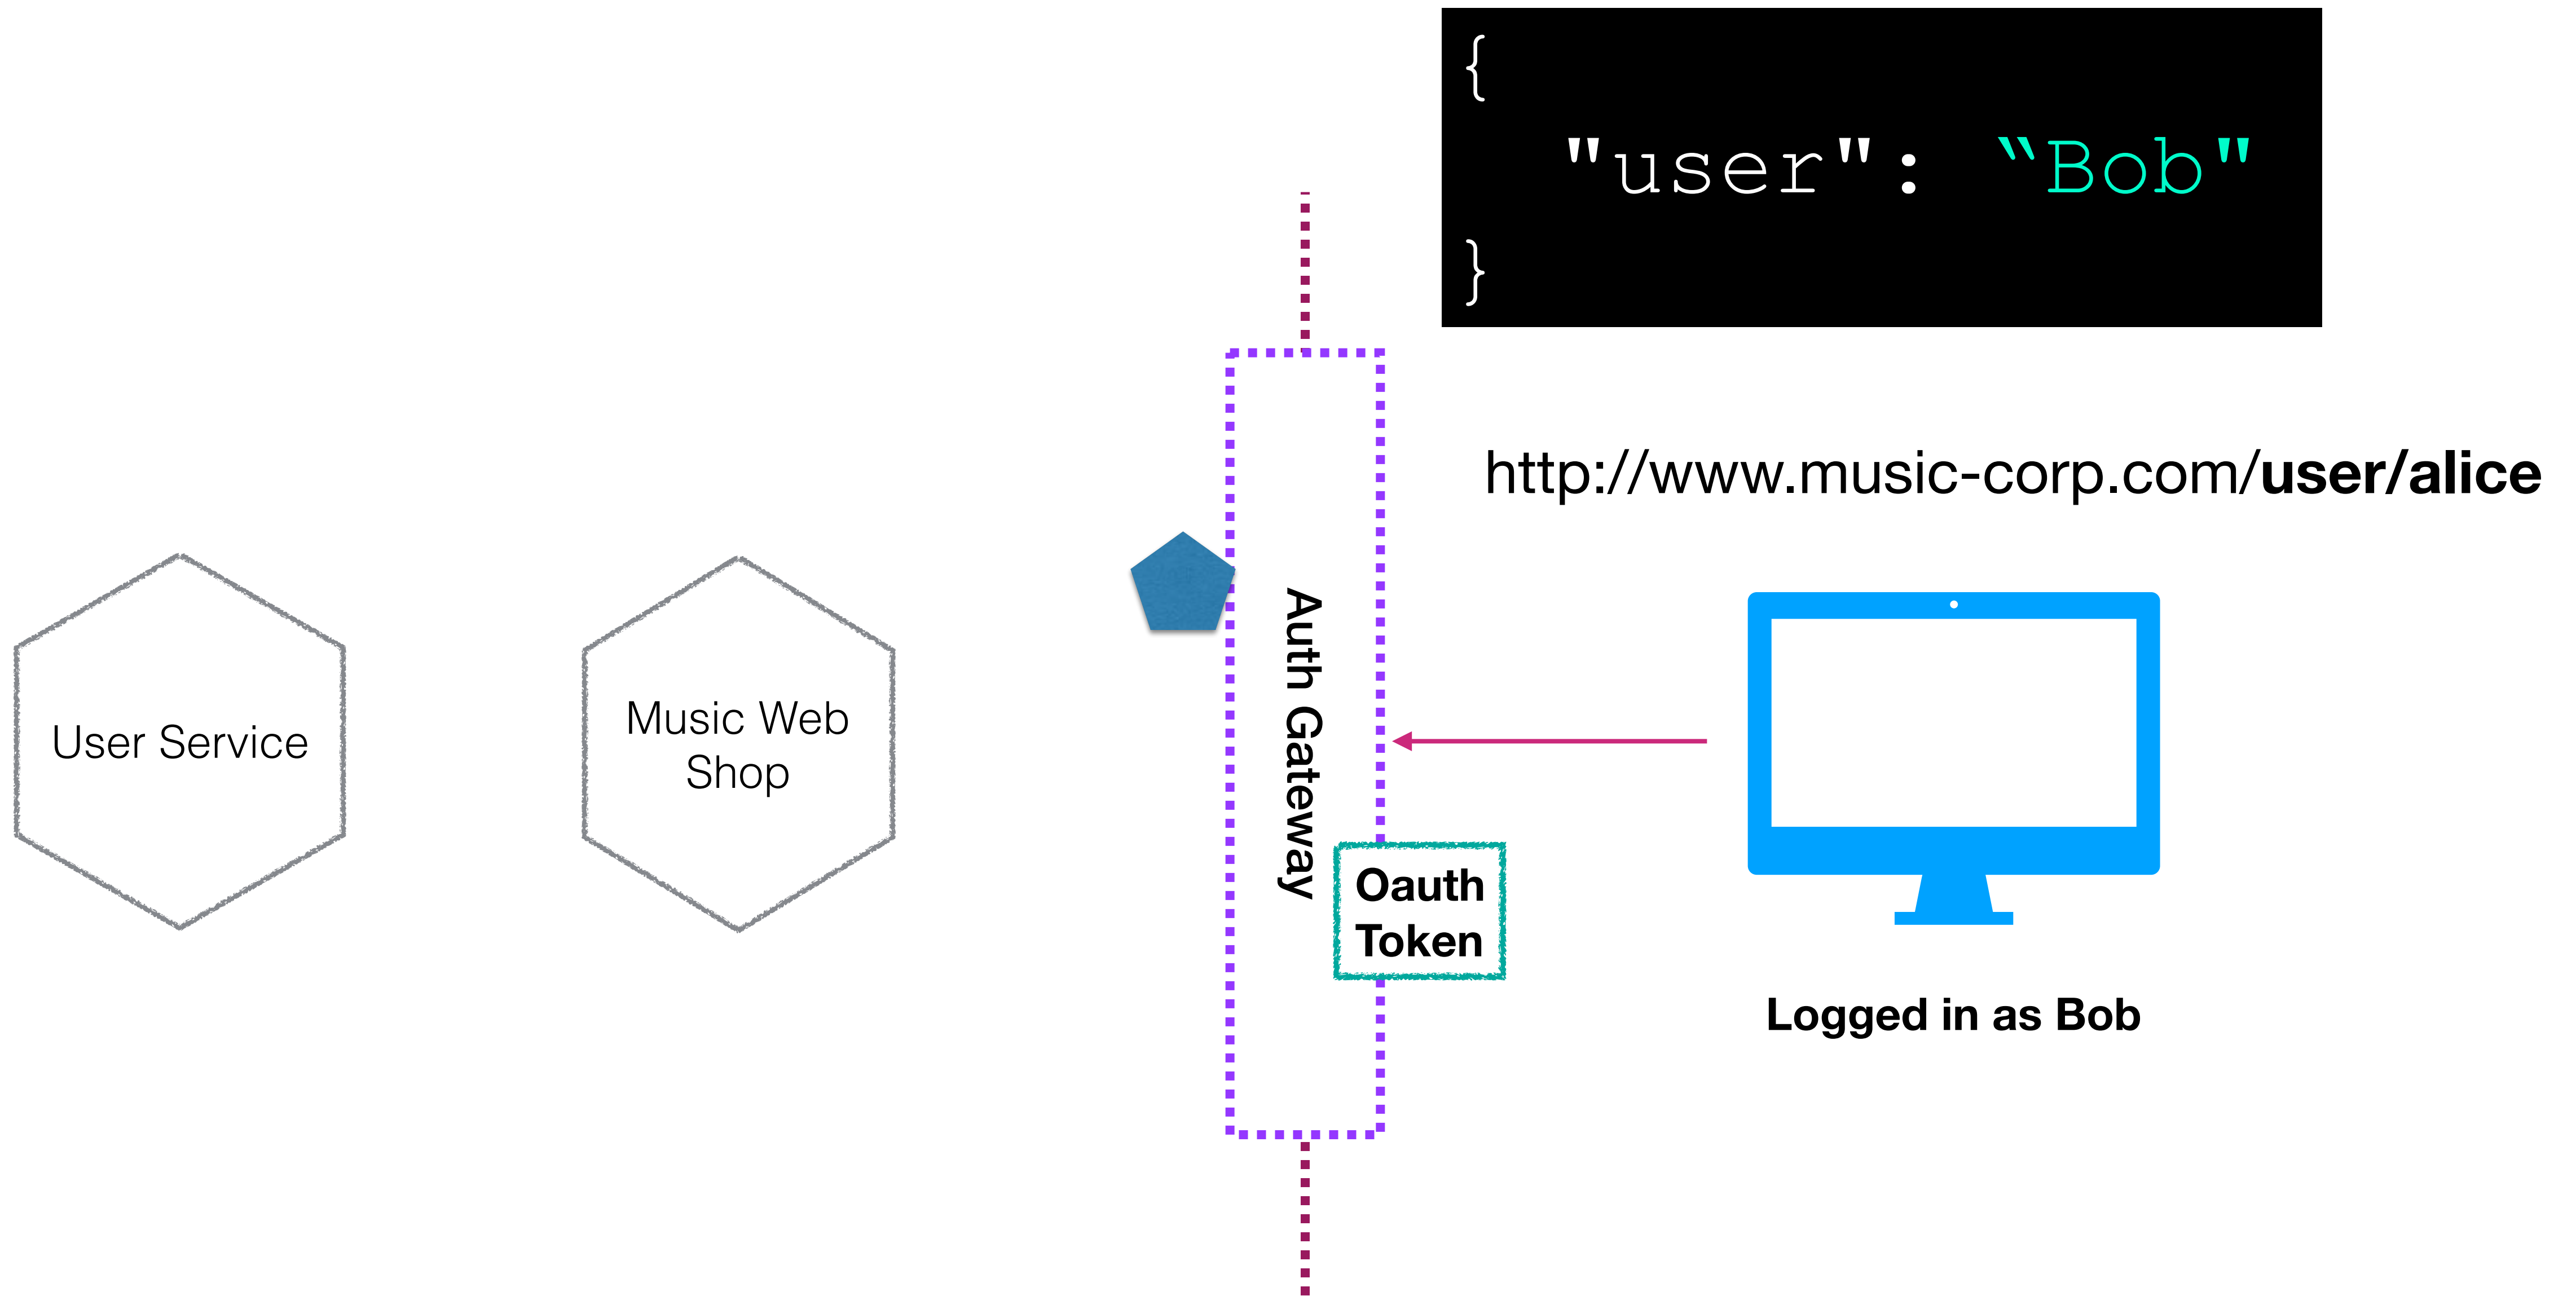 {
"user": “Bob"
}
http://www.music-corp.com/user/alice
User Service
Music Web
Shop
Auth Gateway
Oauth
Token
Logged in as Bob